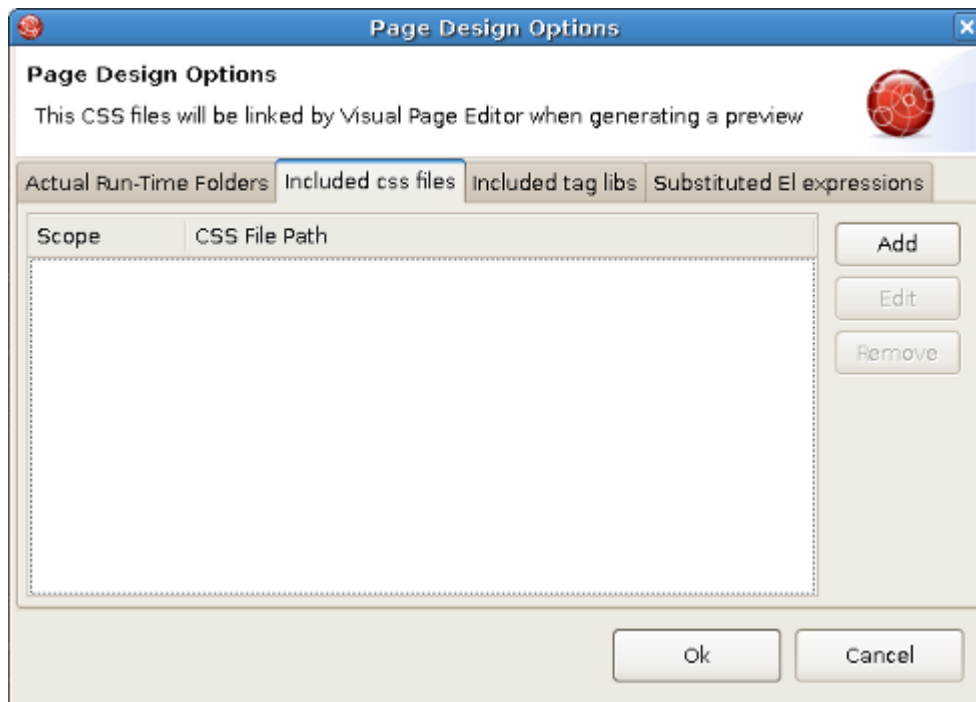 Page Design Options
Page Design Options
This CSS files will be linked by Visual Page Editor when generating a preview
Actual Run-Time Folders Included css files Included tag libs Substituted El expressions
Scope CSS File Path
Add
Edit
Remove
Ok Cancel